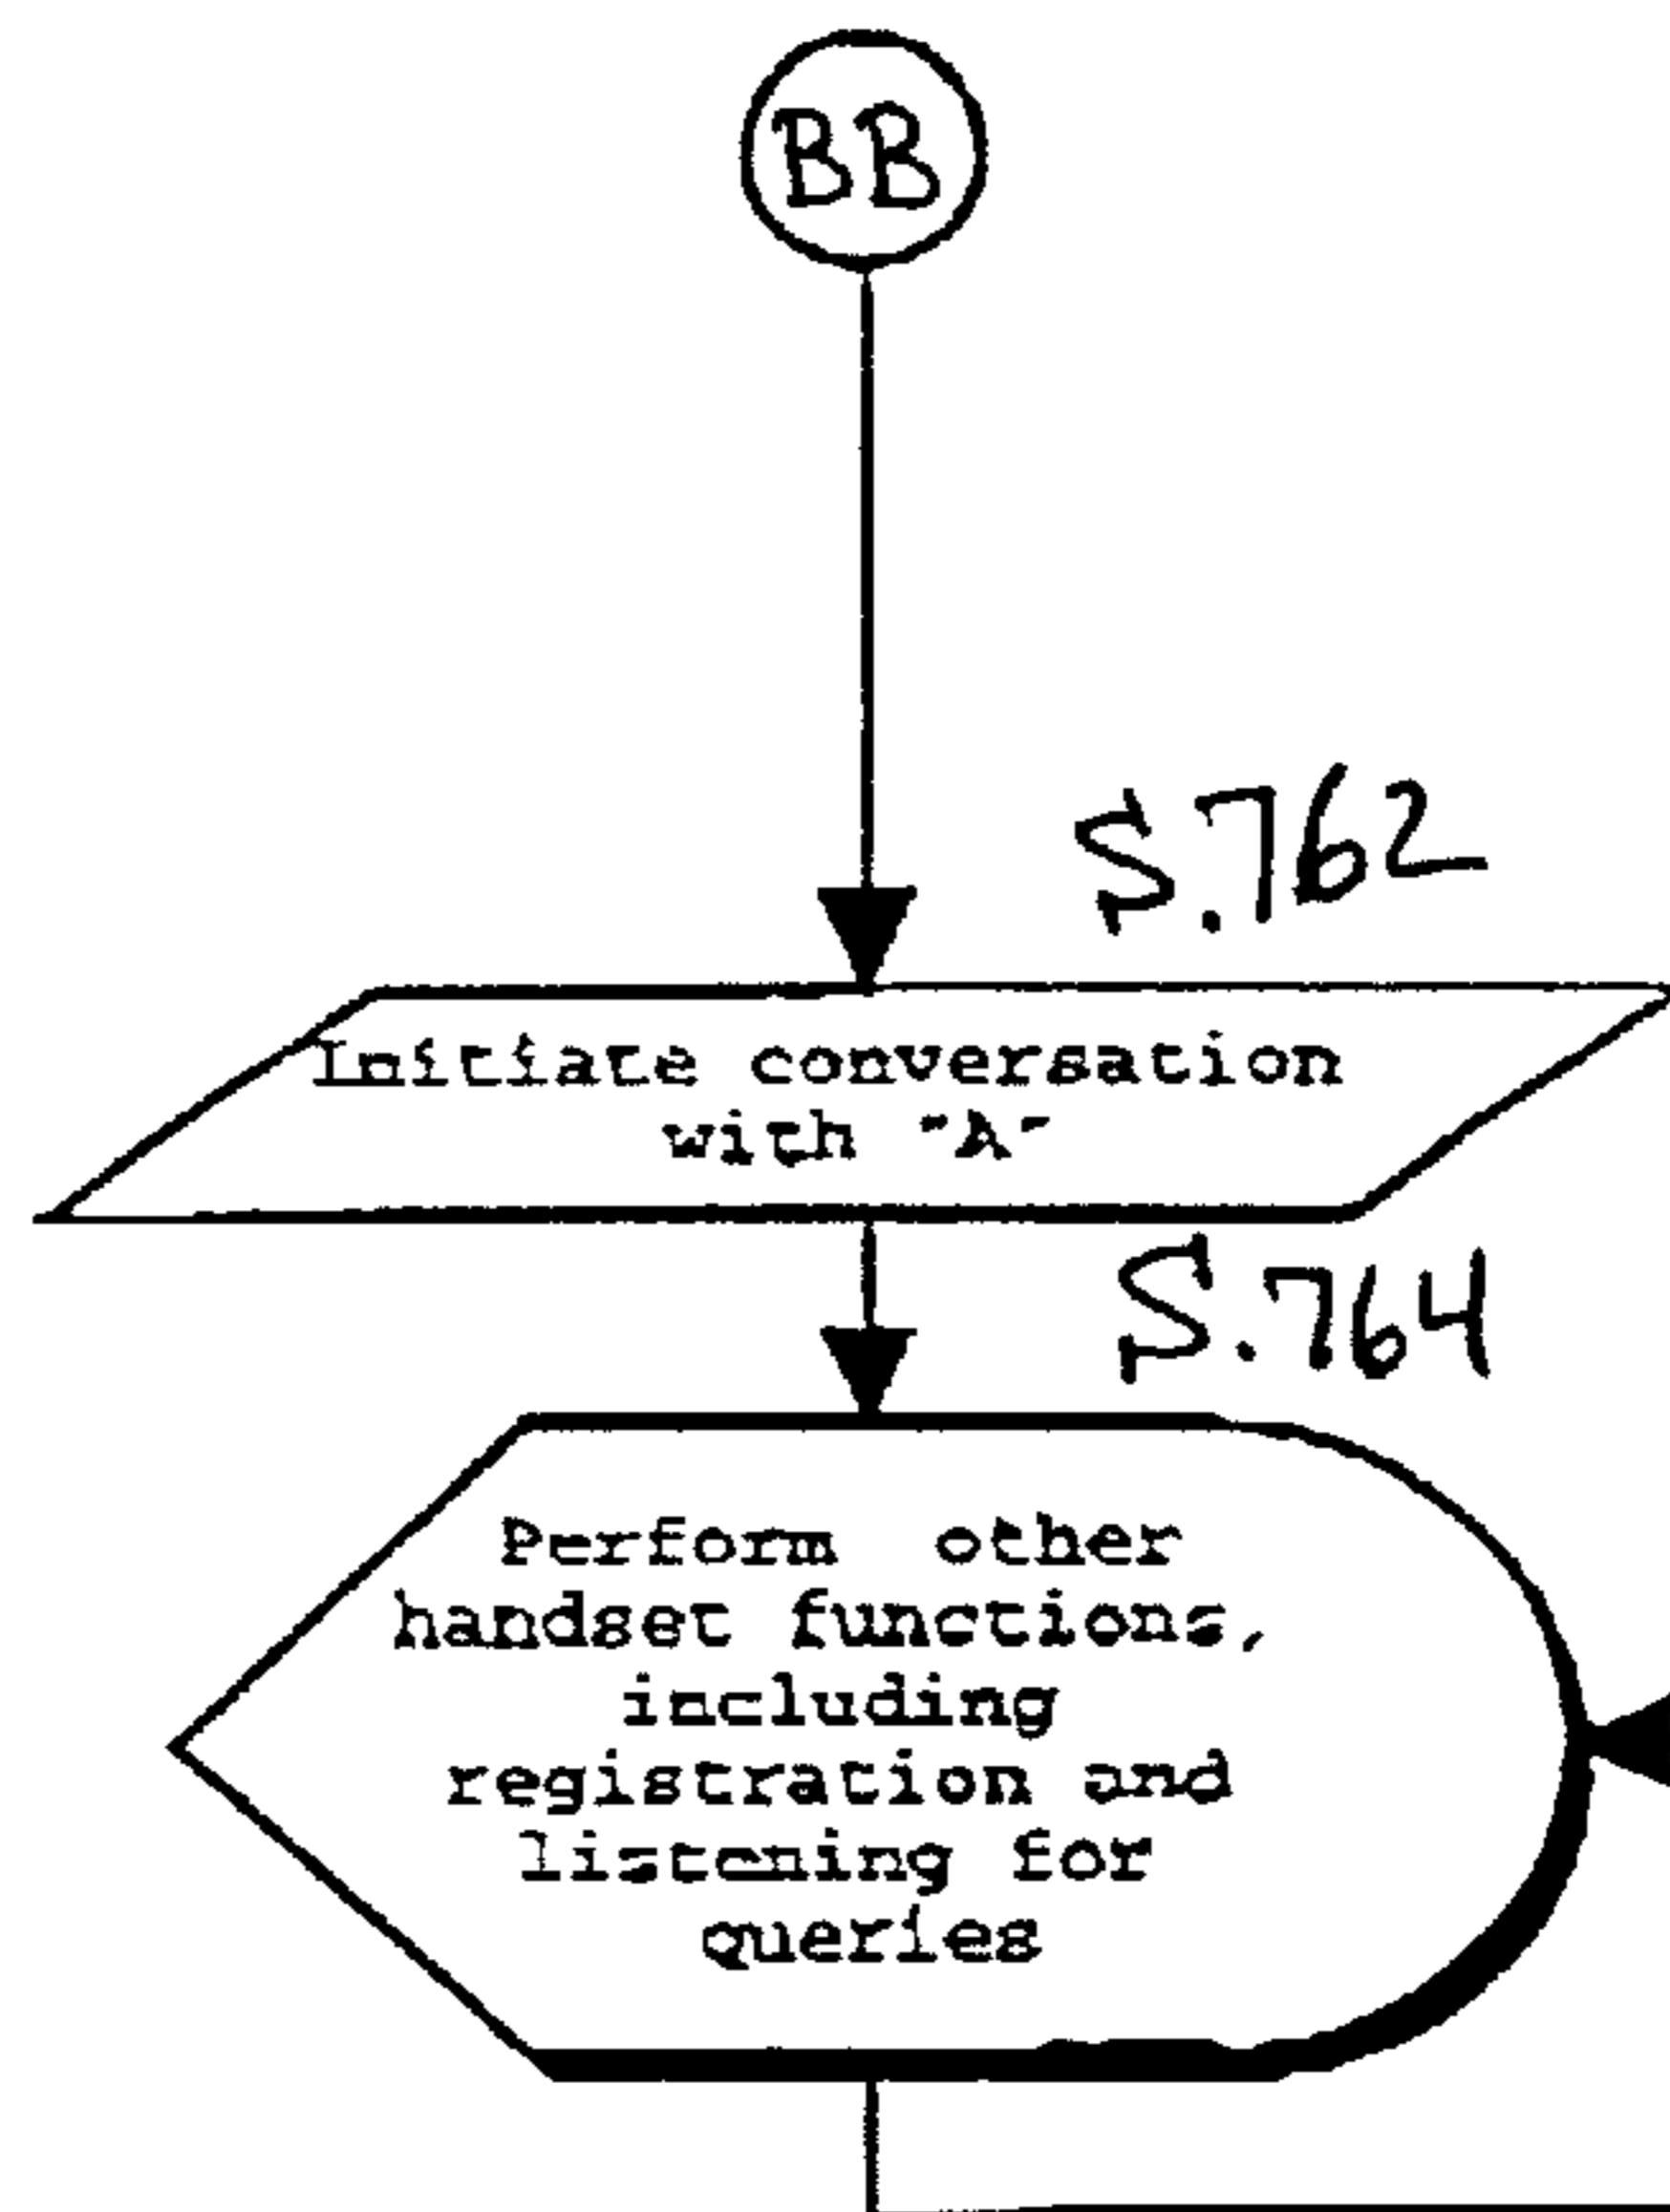 BB
S.762
Initiate conversation
with "A"
S.764
Perform other
handset functions,
including
registration and
listening for
queries